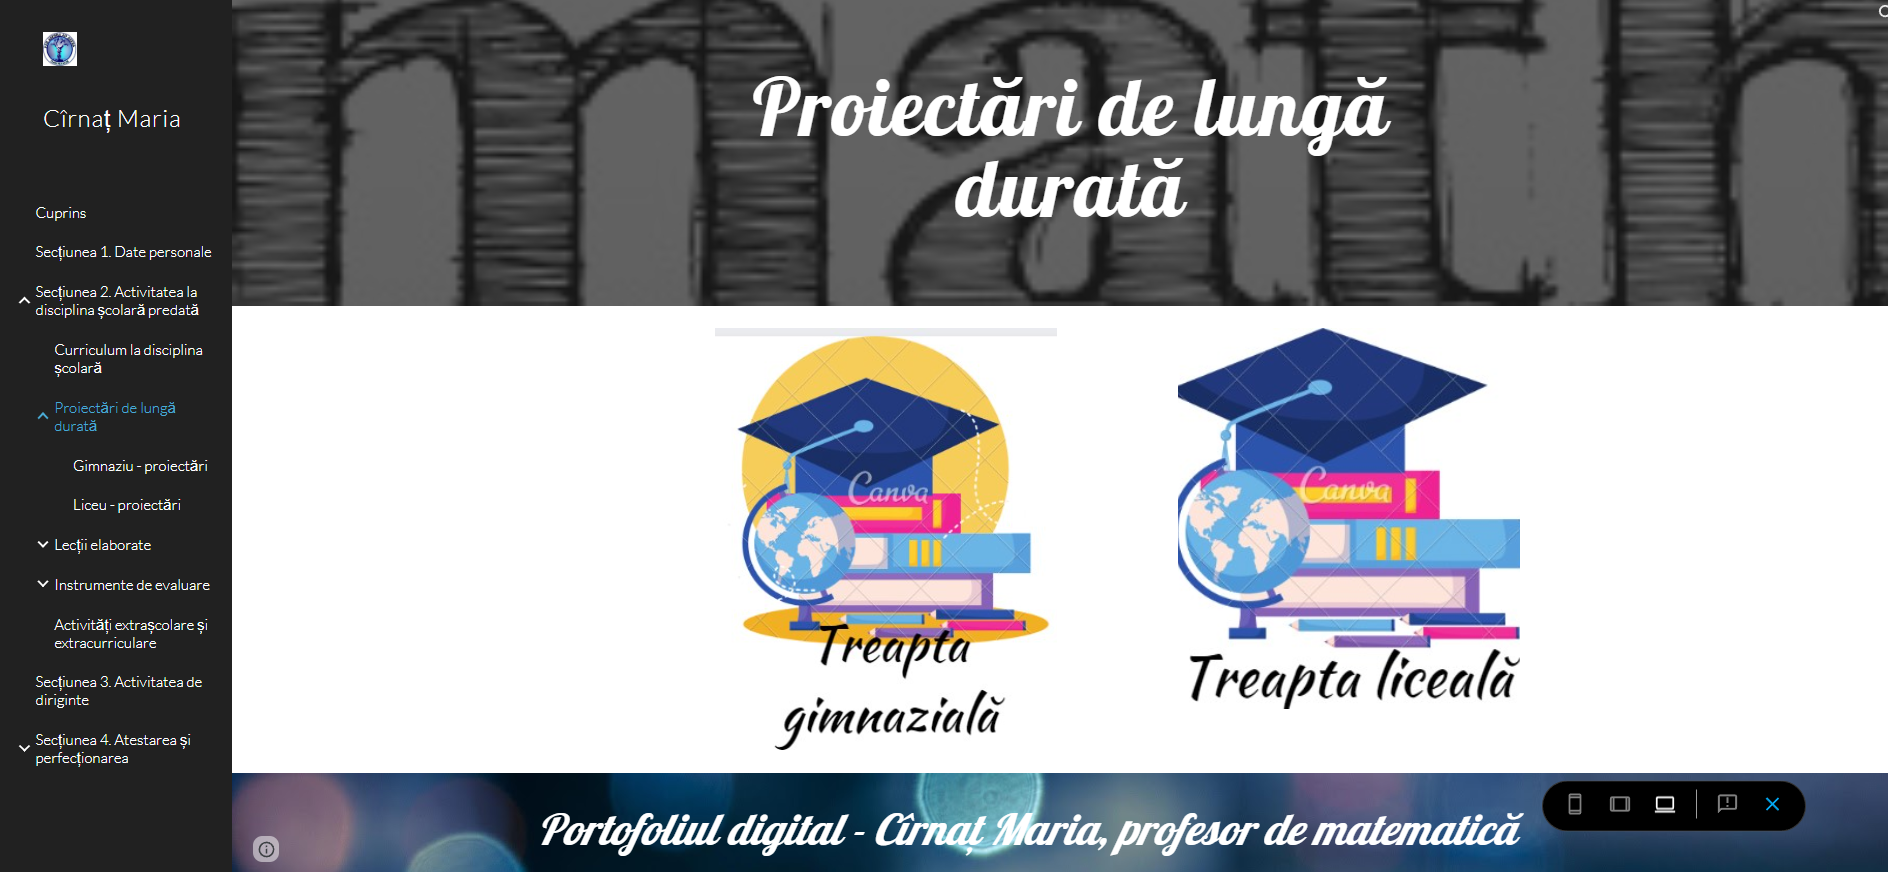 Cîrnaț Maria
Cuprins
Secțiunea 1. Date personale
Secțiunea 2. Activitatea la
disciplina școlară predată
Curriculum la disciplina
școlară
Proiectări de lungă
durată
Gimnaziu - proiectări
Liceu - proiectări
Lecții elaborate
Instrumente de evaluare
Activități extrașcolare și
extracurriculare
Secțiunea 3. Activitatea de
diriginte
Secțiunea 4. Atestarea și
perfecționarea
Proiectări de lungă
durată
Canva
Treapta
gimnazială
Canva
Treapta liceală
Portofoliul digital - Cîrnaț Maria, profesor de matematică